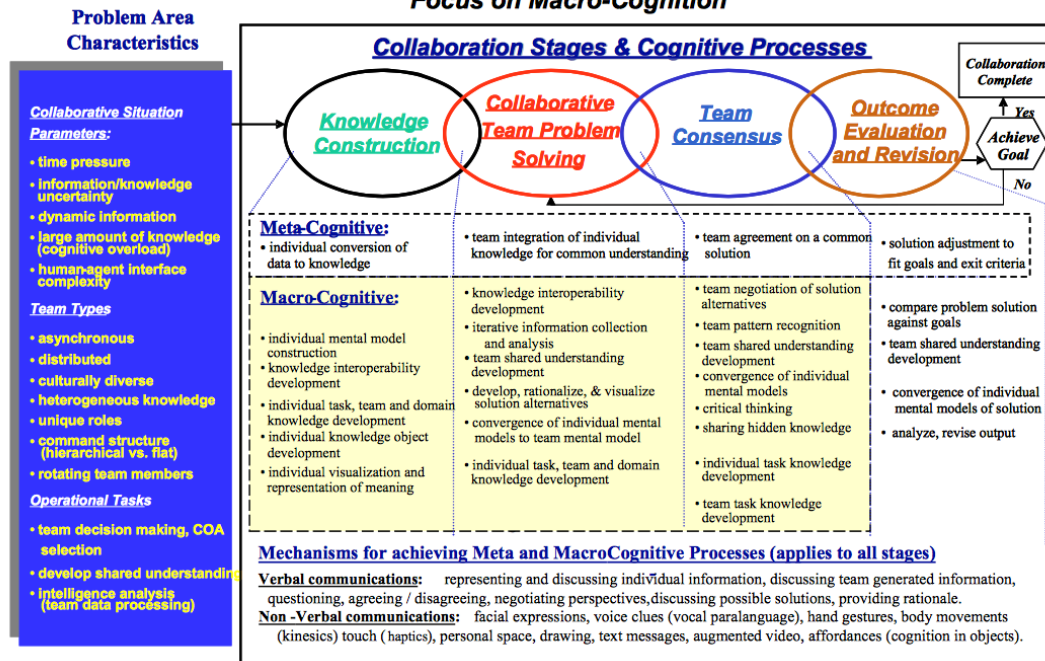 Focus on Macro-Cognition
Problem Area
Characteristics
Collaborative Situation
Parameters:
• time pressure
• information/knowledge
uncertainty
• dynamic information
• large amount of knowledge
(cognitive overload)
• human-agent interface
complexity
Team Types
• asynchronous
• distributed
• culturally diverse
• heterogeneous knowledge
• unique roles
• command structure
(hierarchical vs. flat)
• rotating team members
Operational Tasks
• team decision making, COA
selection
• develop shared understanding
• intelligence analysis
(team data processing)
Collaboration Stages & Cognitive Processes
Knowledge
Construction
Collaborative
Team Problem
Solving
Team
Consensus
Outcome
Evaluation
and Revision
Collaboration
Complete
Yes
Achieve
Goal
No
Meta-Cognitive:
• individual conversion of
data to knowledge
• team integration of individual
knowledge for common understanding
• team agreement on a common
solution
• solution adjustment to
fit goals and exit criteria
Macro-Cognitive:
• individual mental model
construction
• knowledge interoperability
development
• individual task, team and domain
knowledge development
• individual knowledge object
development
• individual visualization and
representation of meaning
• knowledge interoperability
development
• iterative information collection
and analysis
• team shared understanding
development
• develop, rationalize, & visualize
solution alternatives
• convergence of individual mental
models to team mental model
• individual task, team and domain
knowledge development
• team negotiation of solution
alternatives
• team pattern recognition
• team shared understanding
development
• convergence of individual
mental models
• critical thinking
• sharing hidden knowledge
• individual task knowledge
development
• team task knowledge
development
• compare problem solution
against goals
• team shared understanding
development
• convergence of individual
mental models of solution
• analyze, revise output
Mechanisms for achieving Meta and MacroCognitive Processes (applies to all stages)
Verbal communications: representing and discussing individual information, discussing team generated information,
questioning, agreeing / disagreeing, negotiating perspectives,discussing possible solutions, providing rationale.
Non -Verbal communications: facial expressions, voice clues (vocal paralanguage), hand gestures, body movements
(kinesics) touch ( haptics), personal space, drawing, text messages, augmented video, affordances (cognition in objects).